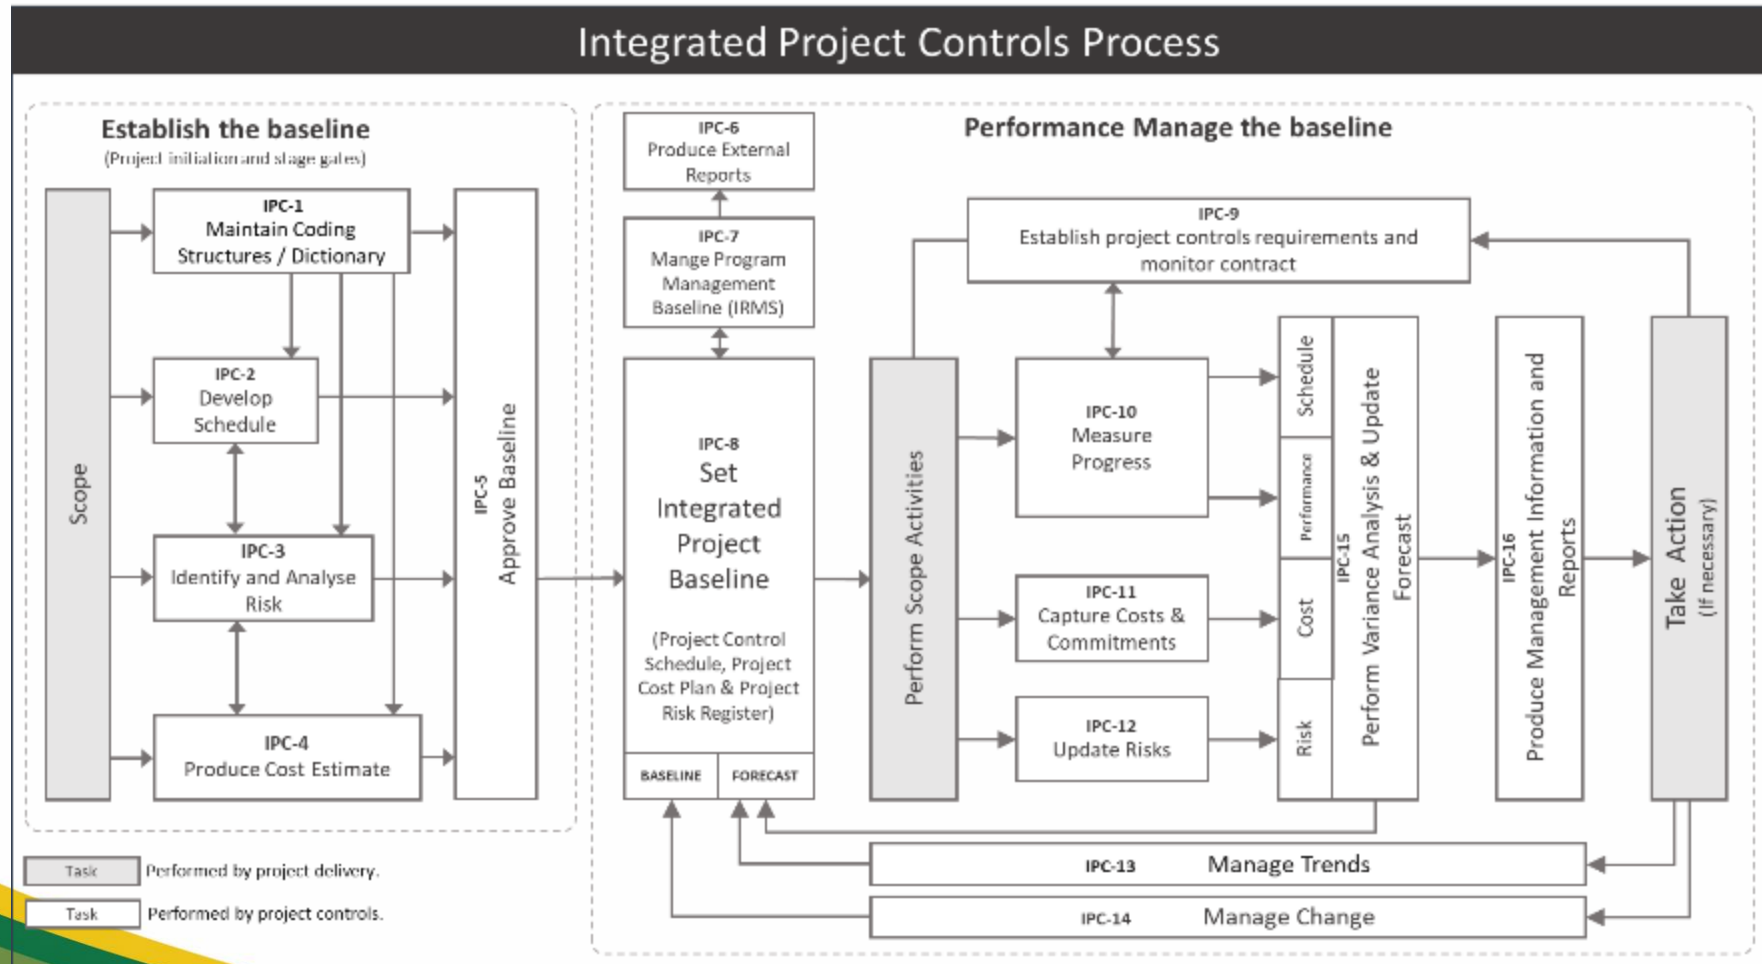 Integrated Project Controls Process
Establish the baseline
(Project initiation and stage gates)
Scope
IPC-1
Maintain Coding
Structures / Dictionary
IPC-2
Develop
Schedule
IPC-3
Identify and Analyse
Risk
IPC-4
Produce Cost Estimate
IPC-5
Approve Baseline
Task
Performed by project delivery.
Task
Performed by project controls.
Performance Manage the baseline
IPC-6
Produce External
Reports
IPC-7
Mange Program
Management
Baseline (IRMS)
IPC-8
Set
Integrated
Project
Baseline
(Project Control
Schedule, Project
Cost Plan & Project
Risk Register)
BASELINE
FORECAST
Perform Scope Activities
IPC-9
Establish project controls requirements and
monitor contract
IPC-10
Measure
Progress
IPC-11
Capture Costs &
Commitments
IPC-12
Update Risks
Schedule
Performance
Cost
Risk
IPC-15
Perform Variance Analysis & Update
Forecast
IPC-16
Produce Management Information and
Reports
Take Action
(If necessary)
IPC-13 Manage Trends
IPC-14 Manage Change